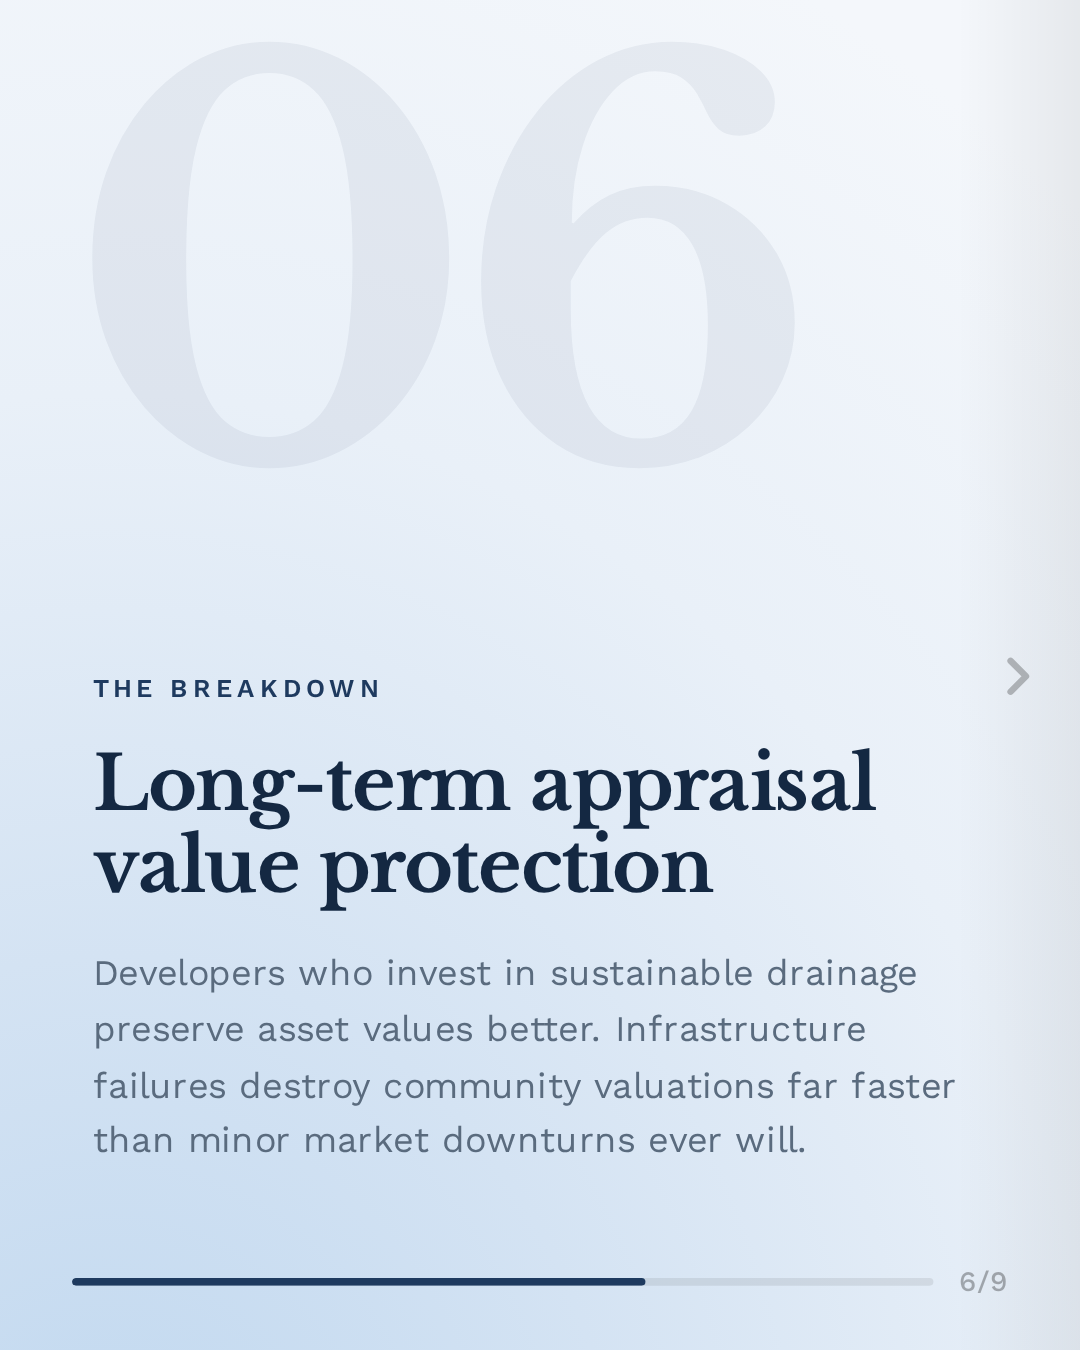 06
THE BREAKDOWN
Long-term appraisal
value protection
Developers who invest in sustainable drainage
preserve asset values better. Infrastructure
failures destroy community valuations far faster
than minor market downturns ever will.
6/9